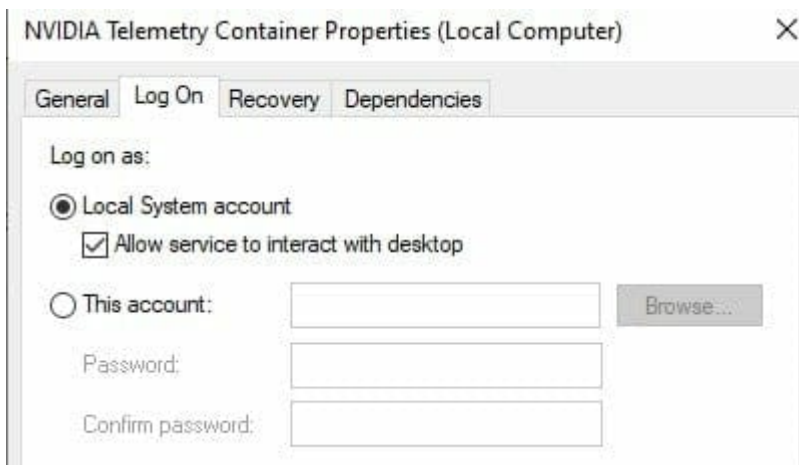 NVIDIA Telemetry Container Properties (Local Computer)
General Log On Recovery Dependencies
Log on as:
Local System account
Allow service to interact with desktop
This account: Browse...
Password:
Confirm password: